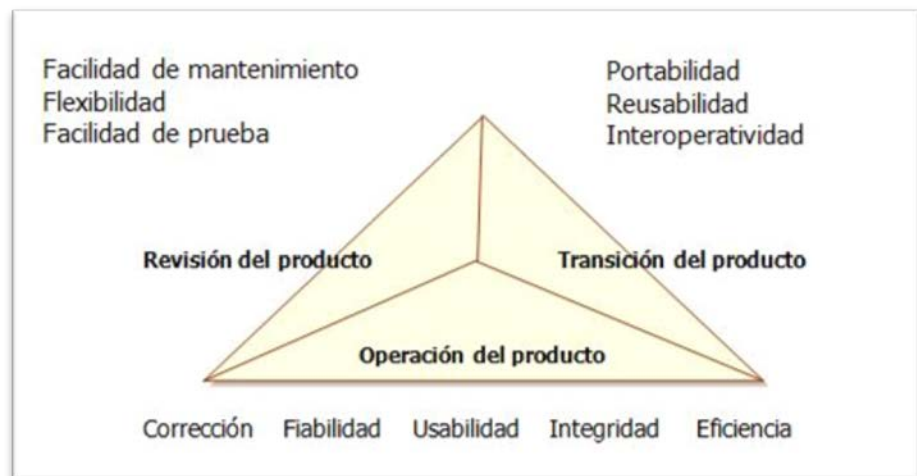 Facilidad de mantenimiento
Flexibilidad
Facilidad de prueba
Portabilidad
Reusabilidad
Interoperatividad
Revisión del producto
Transición del producto
Operación del producto
Corrección Fiabilidad Usabilidad Integridad Eficiencia